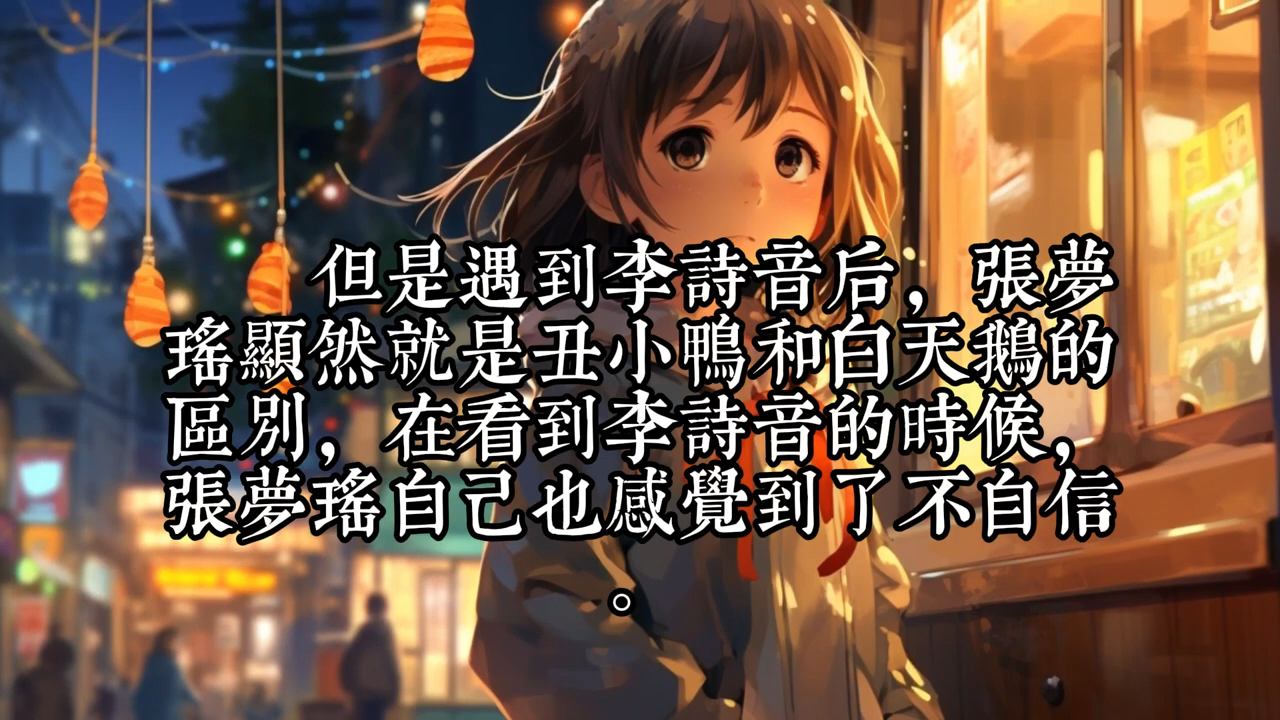 但是遇到李詩音后，張夢
瑤顯然就是丑小鴨和白天鵝的
區別，在看到李詩音的時候，
張夢瑤自己也感覺到了不自信
。